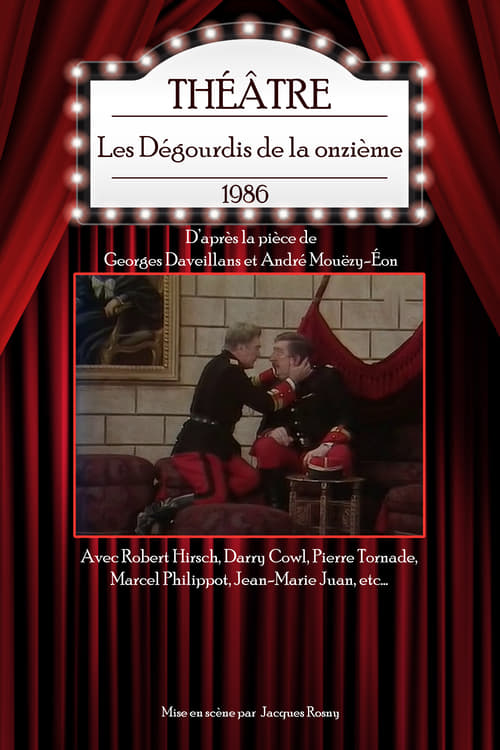 THÉÂTRE
Les Dégourdis de la onzième
1986
D'après la pièce de
Georges Daveillans et André Mouëzy-Éon
Avec Robert Hirsch, Darry Cowl, Pierre Tornade,
Marcel Philippot, Jean-Marie Juan, etc...
Mise en scène par Jacques Rosny